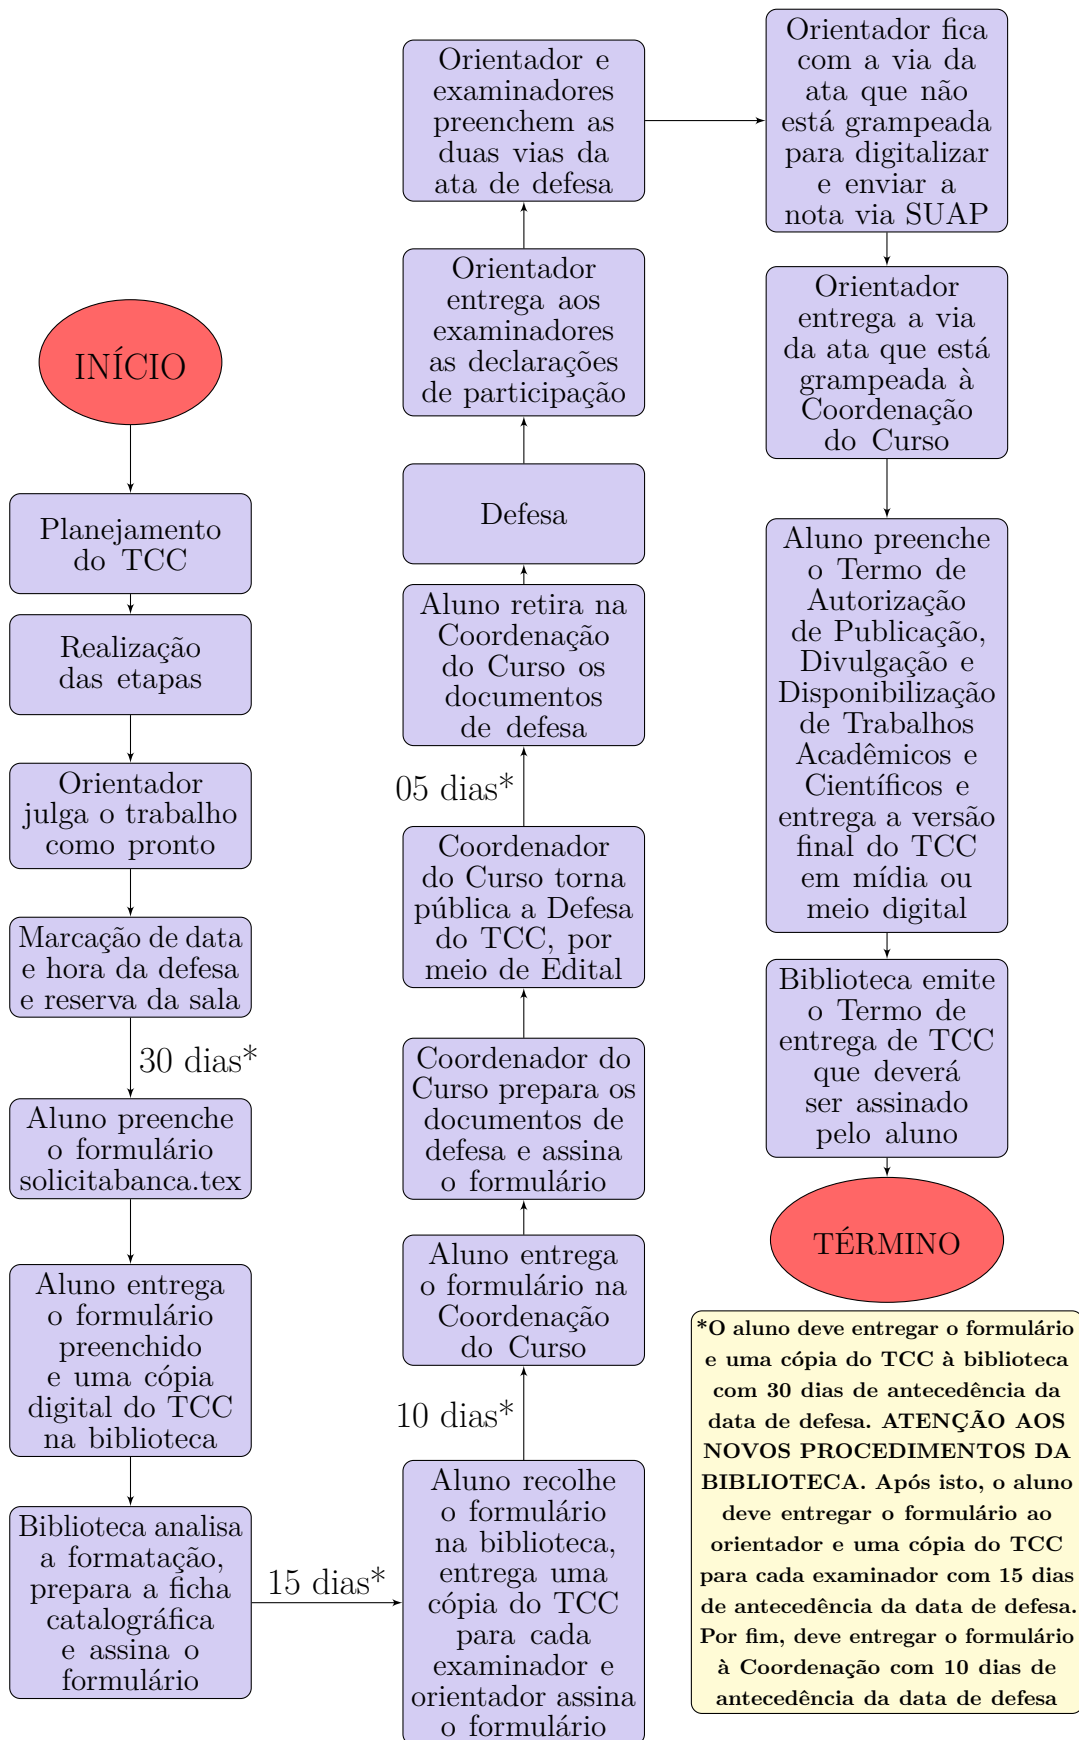 INÍCIO
Planejamento
do TCC
Realização
das etapas
Orientador
julga o trabalho
como pronto
Marcação de data
e hora da defesa
e reserva da sala
30 dias*
Aluno preenche
o formulário
solicitabanca.tex
Aluno entrega
o formulário
preenchido
e uma cópia
digital do TCC
na biblioteca
Biblioteca analisa
a formatação,
prepara a ficha
catalográfica
e assina o
formulário
15 dias*
Aluno recolhe
o formulário
na biblioteca,
entrega uma
cópia do TCC
para cada
examinador e
orientador assina
o formulário
10 dias*
Aluno entrega
o formulário na
Coordenação
do Curso
Coordenador do
Curso prepara os
documentos de
defesa e assina
o formulário
Coordenador
do Curso torna
pública a Defesa
do TCC, por
meio de Edital
05 dias*
Aluno retira na
Coordenação
do Curso os
documentos
de defesa
Defesa
Orientador
entrega aos
examinadores
as declarações
de participação
Orientador e
examinadores
preenchem as
duas vias da
ata de defesa
Orientador fica
com a via da
ata que não
está grampeada
para digitalizar
e enviar a
nota via SUAP
Orientador
entrega a via
da ata que está
grampeada à
Coordenação
do Curso
Aluno preenche
o Termo de
Autorização
de Publicação,
Divulgação e
Disponibilização
de Trabalhos
Acadêmicos e
Científicos e
entrega a versão
final do TCC
em mídia ou
meio digital
Biblioteca emite
o Termo de
entrega de TCC
que deverá
ser assinado
pelo aluno
TÉRMINO
*O aluno deve entregar o formulário
e uma cópia do TCC à biblioteca
com 30 dias de antecedência da
data de defesa. ATENÇÃO AOS
NOVOS PROCEDIMENTOS DA
BIBLIOTECA. Após isto, o aluno
deve entregar o formulário ao
orientador e uma cópia do TCC
para cada examinador com 15 dias
de antecedência da data de defesa.
Por fim, deve entregar o formulário
à Coordenação com 10 dias de
antecedência da data de defesa